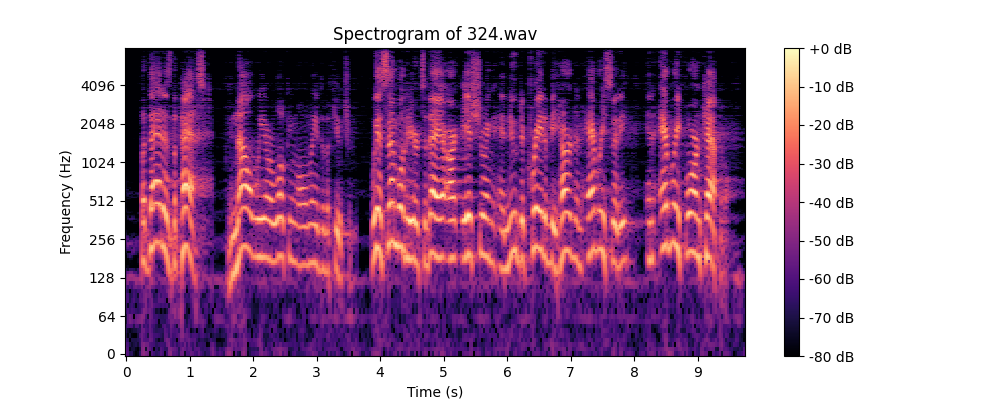 Spectrogram of 324.wav
Frequency (Hz)
4096
2048
1024
512
256
128
64
0
0 1 2 3 4 5 6 7 8 9
Time (s)
+0 dB
-10 dB
-20 dB
-30 dB
-40 dB
-50 dB
-60 dB
-70 dB
-80 dB